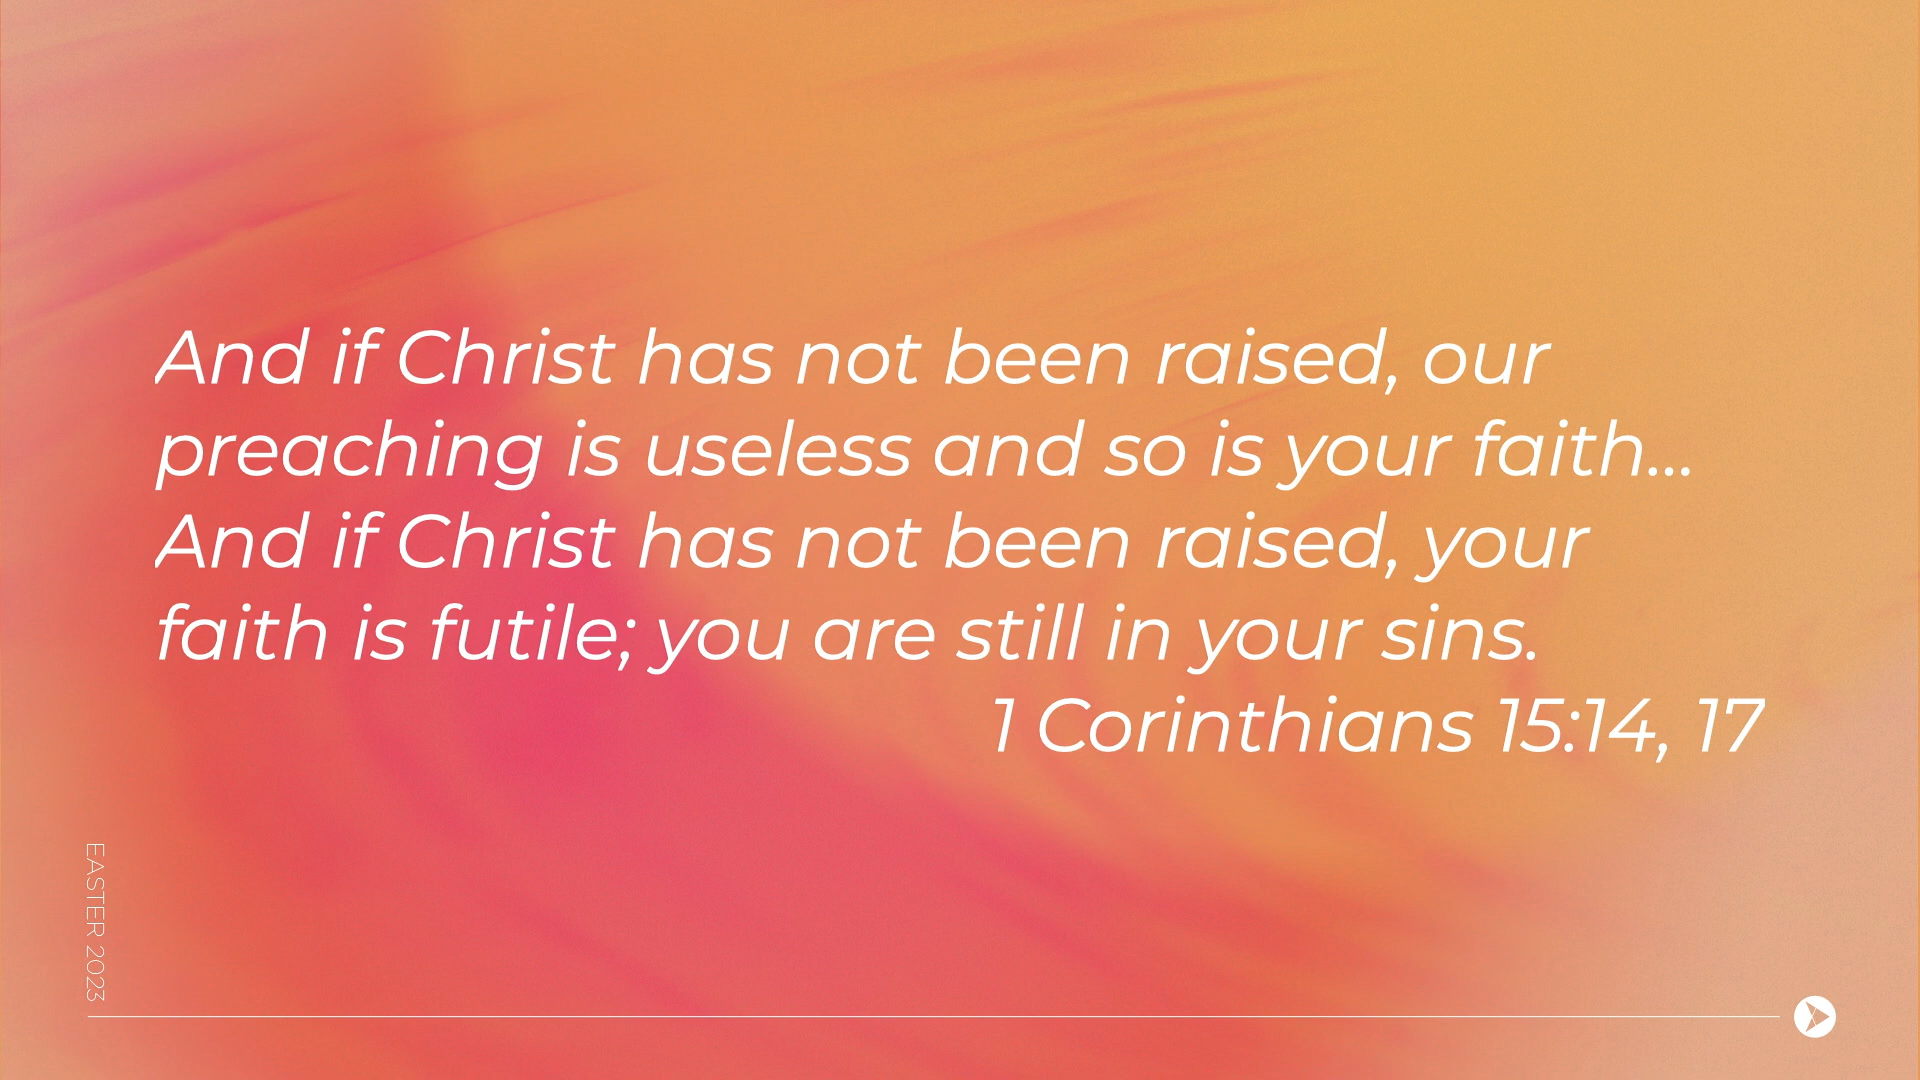 And if Christ has not been raised, our
preaching is useless and so is your faith...
And if Christ has not been raised, your
faith is futile; you are still in your sins.
1 Corinthians 15:14, 17
EASTER 2023